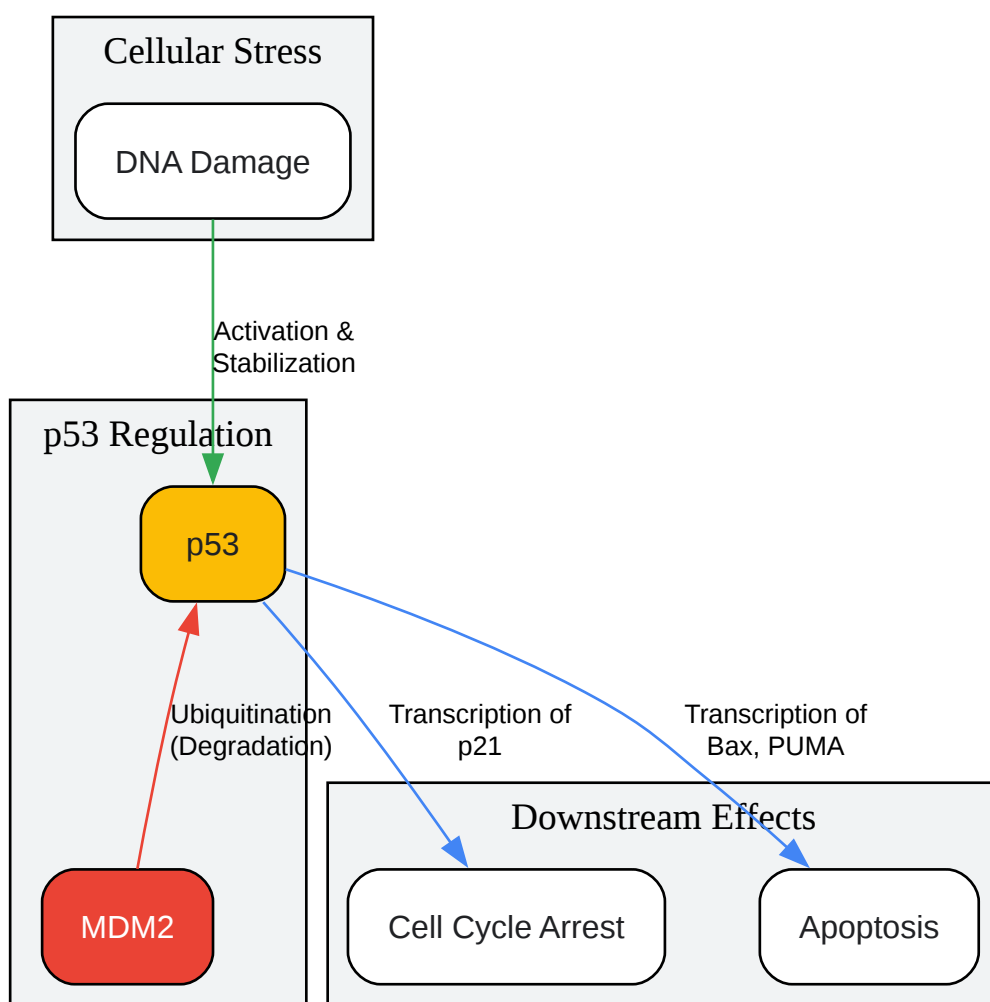 Cellular Stress
DNA Damage
Activation &
Stabilization
p53 Regulation
p53
Ubiquitination
(Degradation)
Transcription of
p21
Transcription of
Bax, PUMA
Downstream Effects
MDM2
Cell Cycle Arrest
Apoptosis